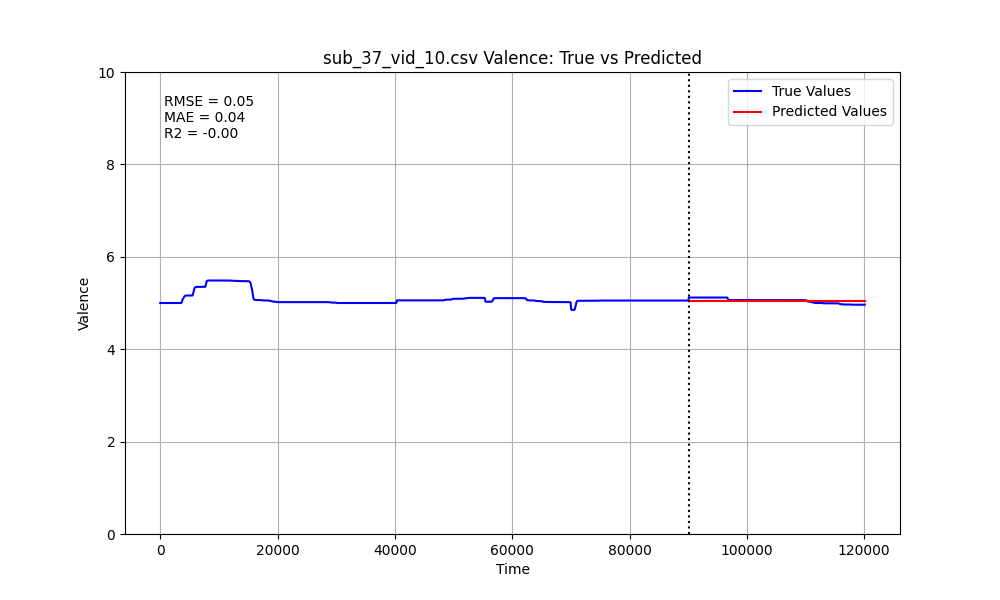 sub_37_vid_10.csv Valence: True vs Predicted
RMSE = 0.05
MAE = 0.04
R2 = -0.00
True Values
Predicted Values
10
8
6
4
2
0
Valence
0 20000 40000 60000 80000 100000 120000
Time